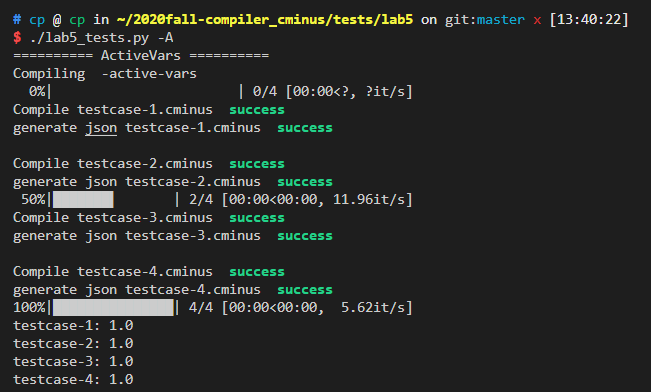 # cp @ cp in ~/2020fall-compiler_cminus/tests/lab5 on git:master x [13:40:22]
$ ./lab5_tests.py -A
========== ActiveVars ==========
Compiling  -active-vars
  0%|                        | 0/4 [00:00<?, ?it/s]
Compile testcase-1.cminus  success
generate json testcase-1.cminus  success
Compile testcase-2.cminus  success
generate json testcase-2.cminus  success
 50%|███████        | 2/4 [00:00<00:00, 11.96it/s]
Compile testcase-3.cminus  success
generate json testcase-3.cminus  success
Compile testcase-4.cminus  success
generate json testcase-4.cminus  success
100%|███████████████| 4/4 [00:00<00:00,  5.62it/s]
testcase-1: 1.0
testcase-2: 1.0
testcase-3: 1.0
testcase-4: 1.0